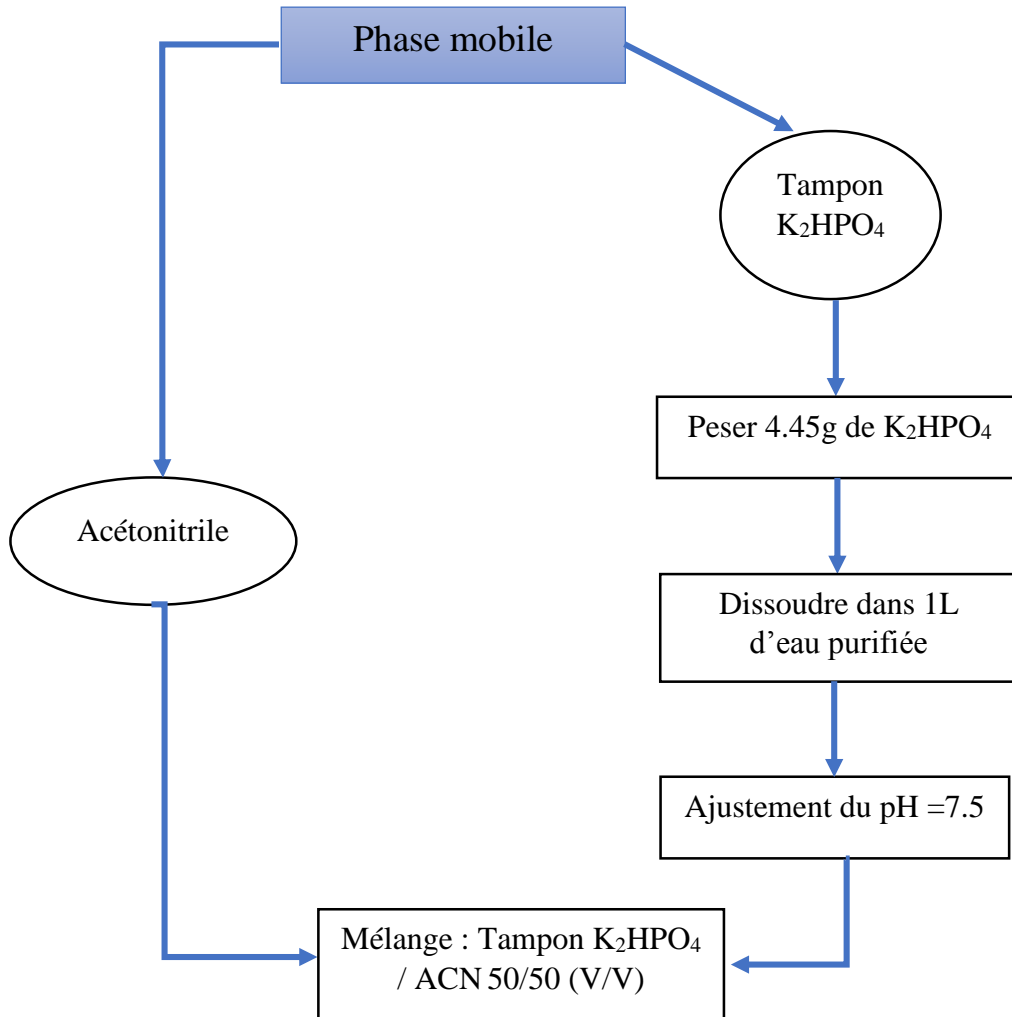 Phase mobile
Tampon
K₂HPO₄
Peser 4.45g de K₂HPO₄
Acétonitrile
Dissoudre dans 1L
d’eau purifiée
Ajustement du pH =7.5
Mélange : Tampon K₂HPO₄
/ ACN 50/50 (V/V)